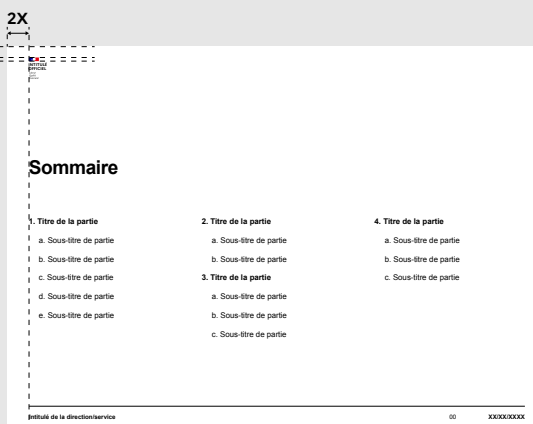 2X
INTITULÉ
OFFICIEL
Sommaire
1. Titre de la partie
a. Sous-titre de partie
b. Sous-titre de partie
c. Sous-titre de partie
d. Sous-titre de partie
e. Sous-titre de partie
2. Titre de la partie
a. Sous-titre de partie
b. Sous-titre de partie
3. Titre de la partie
a. Sous-titre de partie
b. Sous-titre de partie
c. Sous-titre de partie
4. Titre de la partie
a. Sous-titre de partie
b. Sous-titre de partie
c. Sous-titre de partie
Intitulé de la direction/service
00
XX/XX/XXXX